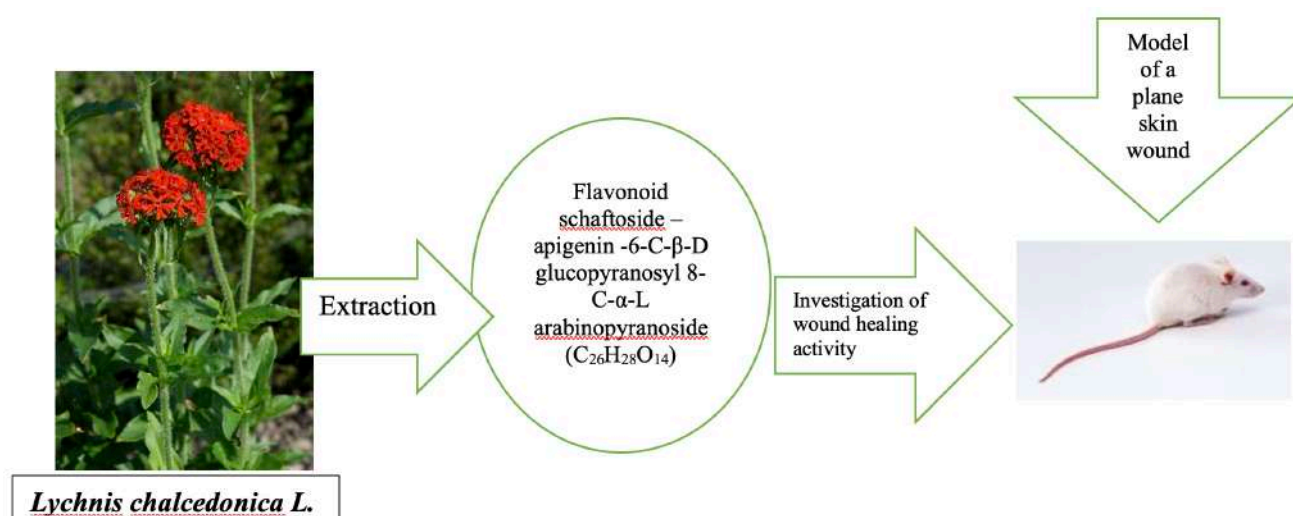 Lychnis chalcedonica L.
Extraction
Flavonoid
schaftoside –
apigenin -6-C-β-D
glucopyranosyl 8-
C-α-L
arabinopyranoside
(C₂₆H₂₈O₁₄)
Investigation of
wound healing
activity
Model
of a
plane
skin
wound